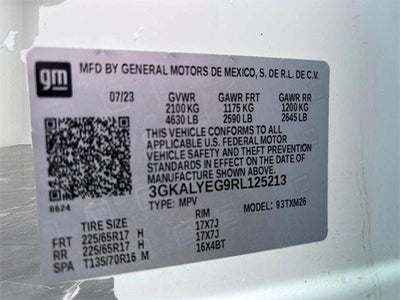 gm
MFD BY GENERAL MOTORS DE MEXICO, S. DE R.L. DE C.V.
07/23 GVWR GAWR FRT GAWR RR
2100 KG 1175 KG 1200 KG
4630 LB 2590 LB 2645 LB
THIS VEHICLE CONFORMS TO ALL
APPLICABLE U.S. FEDERAL MOTOR
VEHICLE SAFETY AND THEFT PREVENTION
STANDARDS IN EFFECT ON THE DATE OF
MANUFACTURE SHOWN ABOVE.
3GKALYEG9RL125213
8624 TYPE: MPV 93TXM26
TIRE SIZE RIM
FRT 225/65R17 H 17X7J
RR 225/65R17 H 17X7J
SPA T135/70R16 M 16X4BT